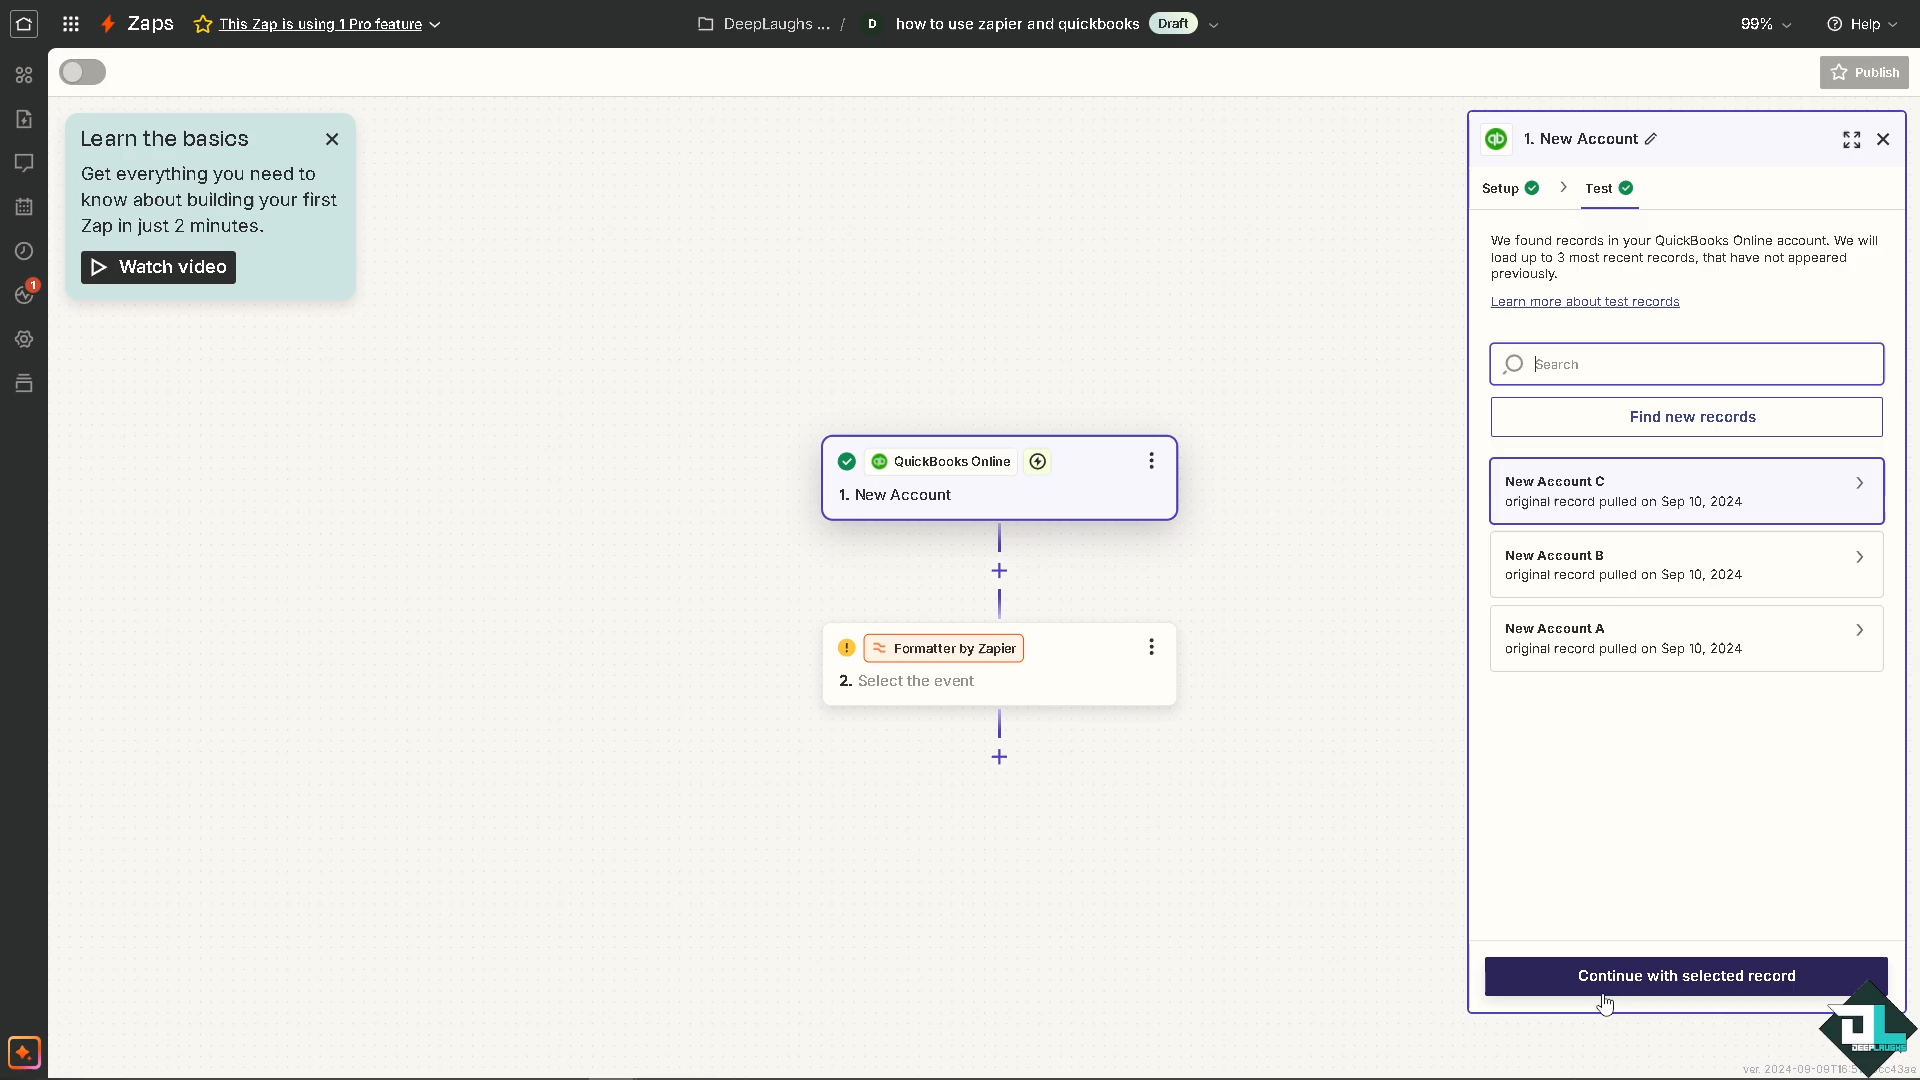 Zaps
This Zap is using 1 Pro feature
DeepLaughs ... / D how to use zapier and quickbooks Draft
99%
Help
Publish
Learn the basics
Get everything you need to
know about building your first
Zap in just 2 minutes.
Watch video
1
QuickBooks Online
1. New Account
Formatter by Zapier
2. Select the event
qb
1. New Account
Setup
Test
We found records in your QuickBooks Online account. We will
load up to 3 most recent records, that have not appeared
previously.
Learn more about test records
Search
Find new records
New Account C
original record pulled on Sep 10, 2024
New Account B
original record pulled on Sep 10, 2024
New Account A
original record pulled on Sep 10, 2024
Continue with selected record
DEEPLAUGHS